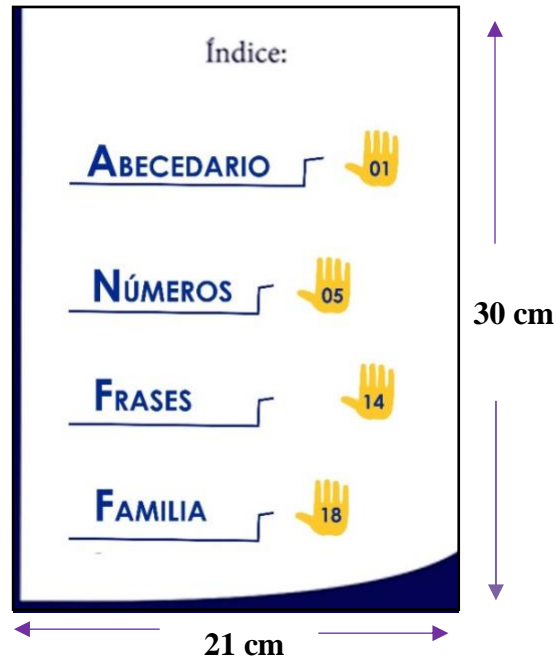 Índice:
ABECEDARIO 01
NÚMEROS 05
30 cm
FRASES 14
FAMILIA 18
21 cm